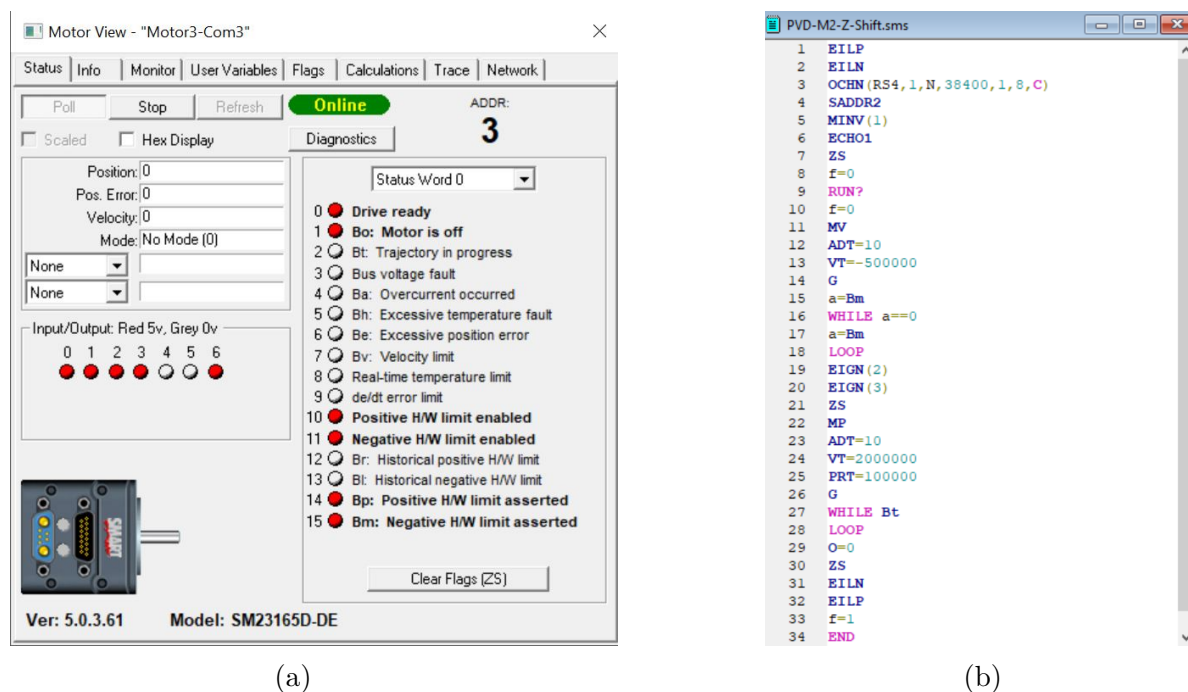 Motor View - "Motor3-Com3"
Status Info Monitor User Variables Flags Calculations Trace Network
Poll Stop Refresh Online ADDR:
Scaled Hex Display Diagnostics 3
Position: 0
Pos. Error: 0
Velocity: 0
Mode: No Mode (0)
None
None
Input/Output: Red 5v, Grey 0v
0 1 2 3 4 5 6
Status Word 0
0 Drive ready
1 Bo: Motor is off
2 Bt: Trajectory in progress
3 Bus voltage fault
4 Ba: Overcurrent occurred
5 Bh: Excessive temperature fault
6 Be: Excessive position error
7 Bv: Velocity limit
8 Real-time temperature limit
9 de/dt error limit
10 Positive H/W limit enabled
11 Negative H/W limit enabled
12 Br: Historical positive H/W limit
13 Bl: Historical negative H/W limit
14 Bp: Positive H/W limit asserted
15 Bm: Negative H/W limit asserted
Clear Flags (ZS)
SMART
Ver: 5.0.3.61 Model: SM23165D-DE
(a)
PVD-M2-Z-Shift.sms
1 EILP
2 EILN
3 OCHN(RS4,1,N,38400,1,8,C)
4 SADDR2
5 MINV(1)
6 ECHO1
7 ZS
8 f=0
9 RUN?
10 f=0
11 MV
12 ADT=10
13 VT=-500000
14 G
15 a=Bm
16 WHILE a==0
17 a=Bm
18 LOOP
19 EIGN(2)
20 EIGN(3)
21 ZS
22 MP
23 ADT=10
24 VT=2000000
25 PRT=100000
26 G
27 WHILE Bt
28 LOOP
29 O=0
30 ZS
31 EILN
32 EILP
33 f=1
34 END
(b)